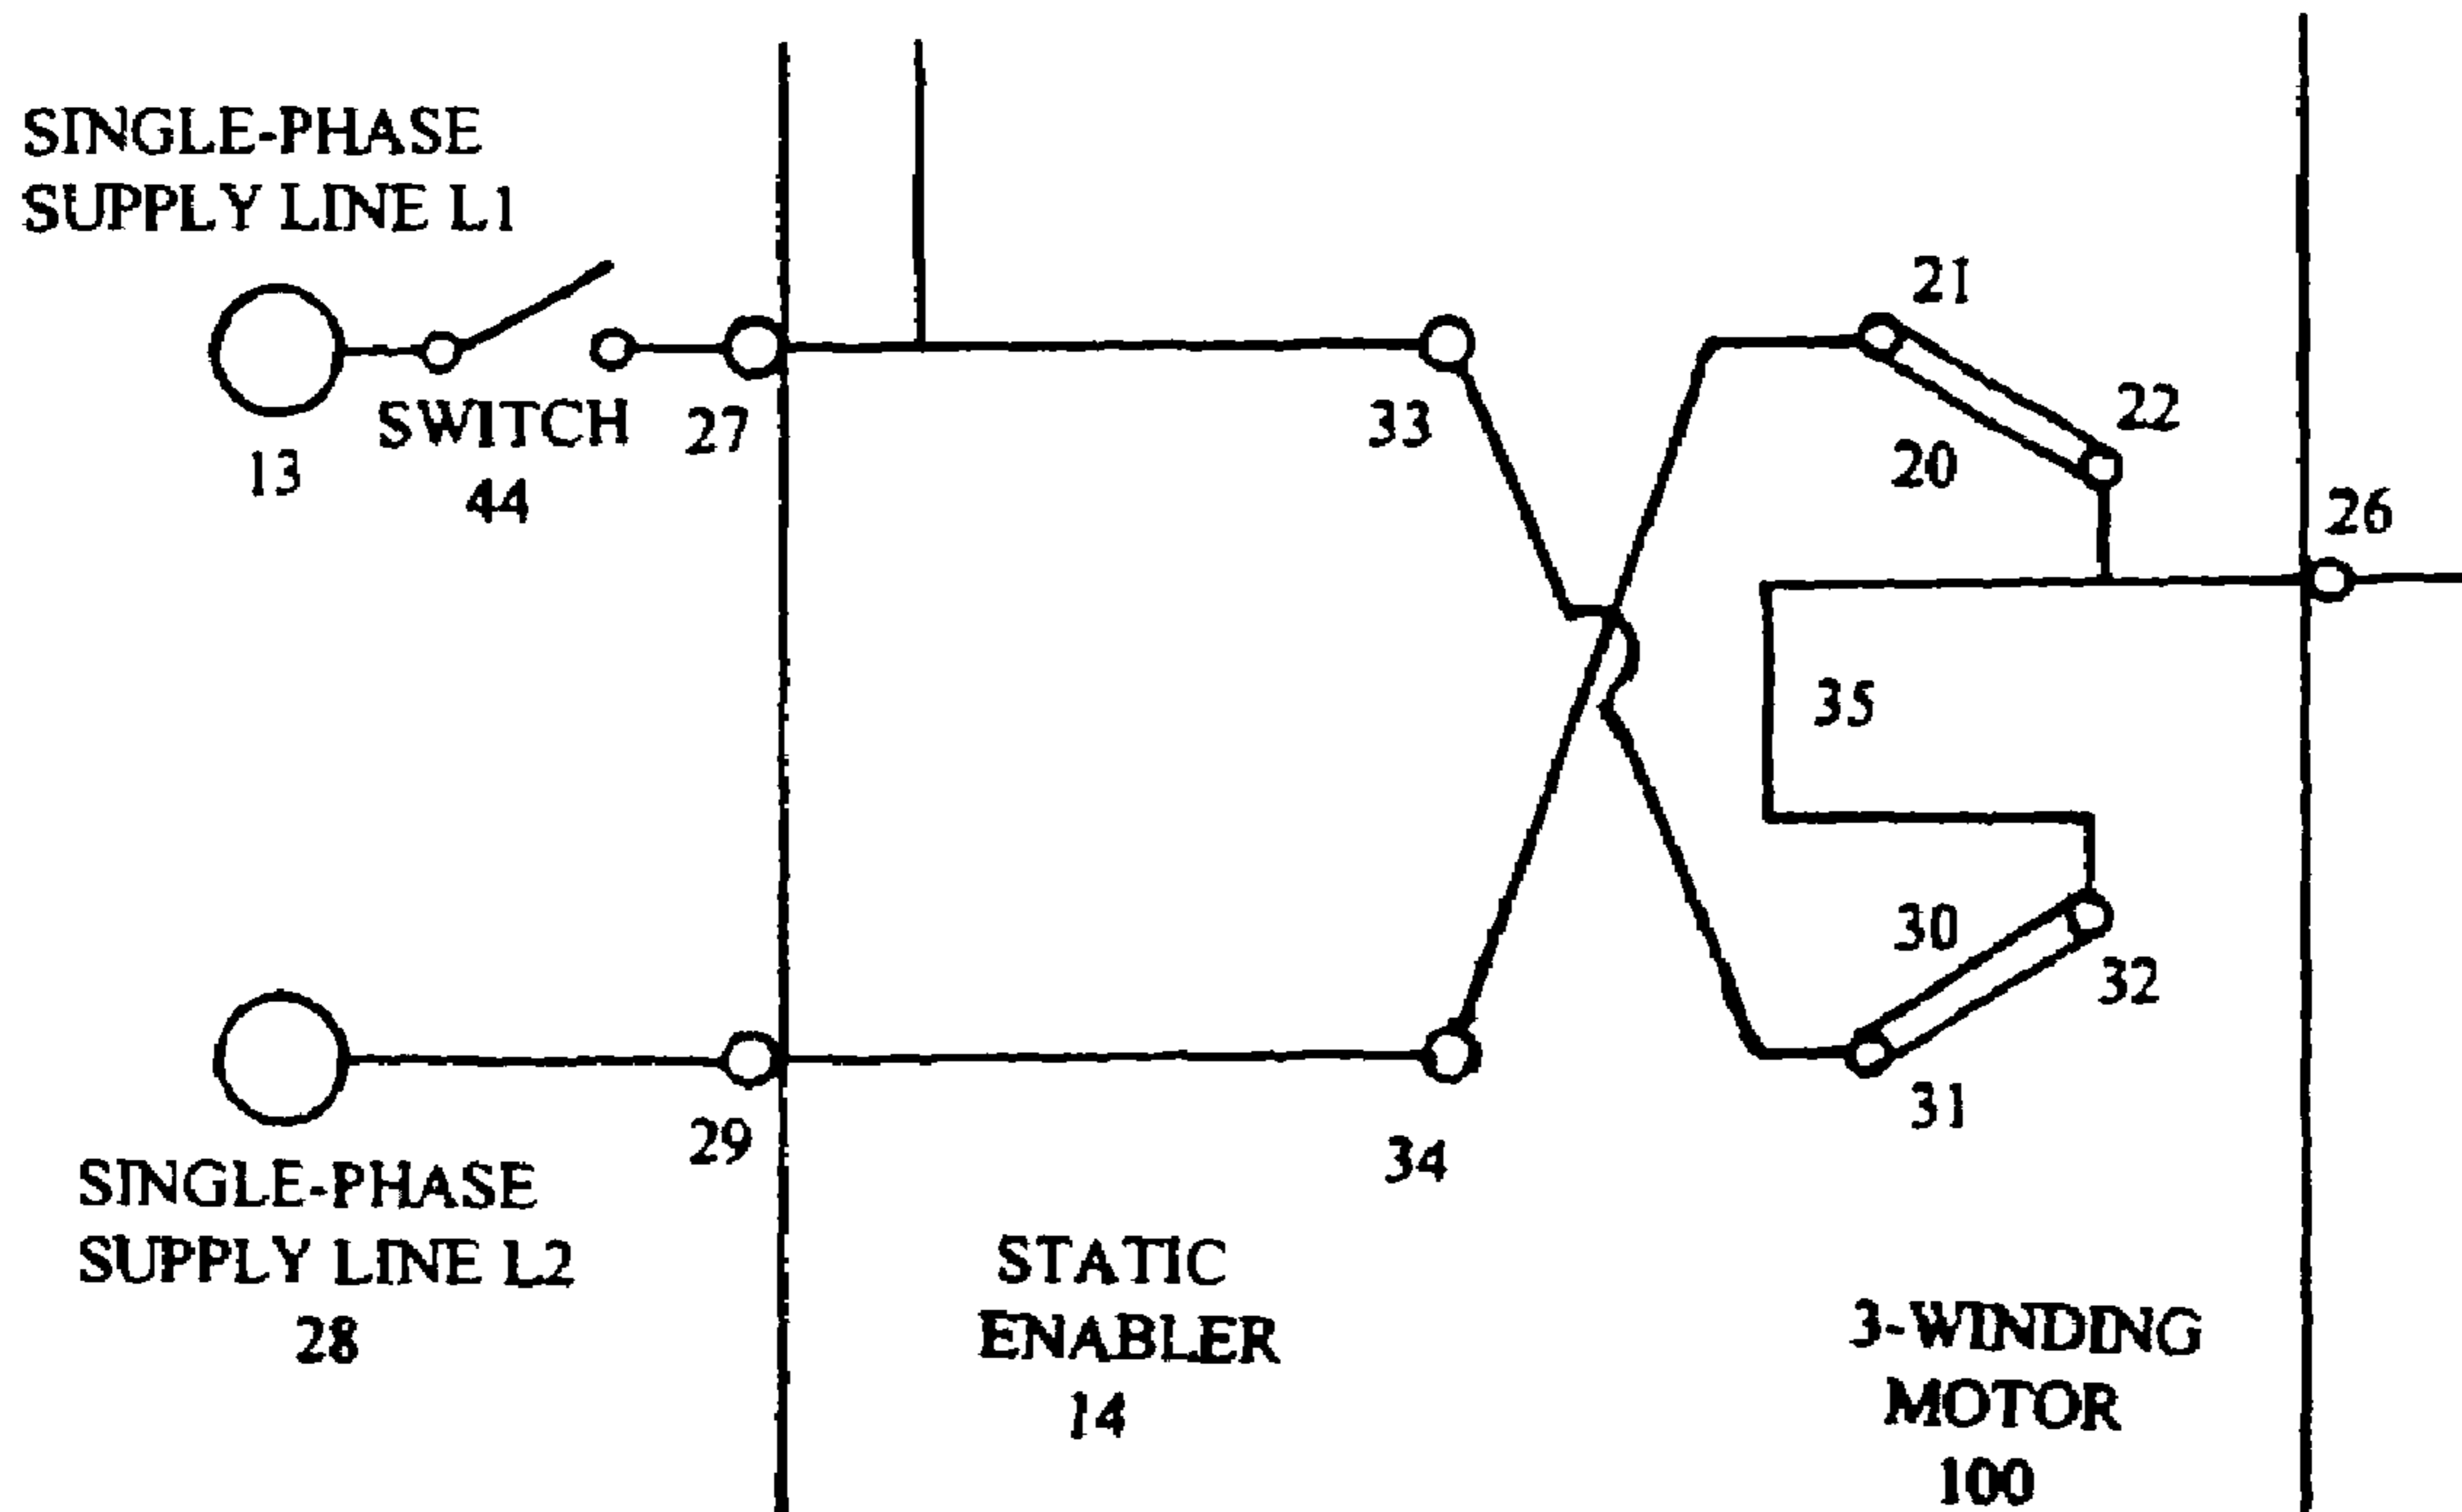 SINGLE-PHASE
SUPPLY LINE L1
13
SWITCH
44
27
33
21
22
20
26
35
30
32
31
29
34
SINGLE-PHASE
SUPPLY LINE L2
28
STATIC
ENABLER
14
3-WINDING
MOTOR
100